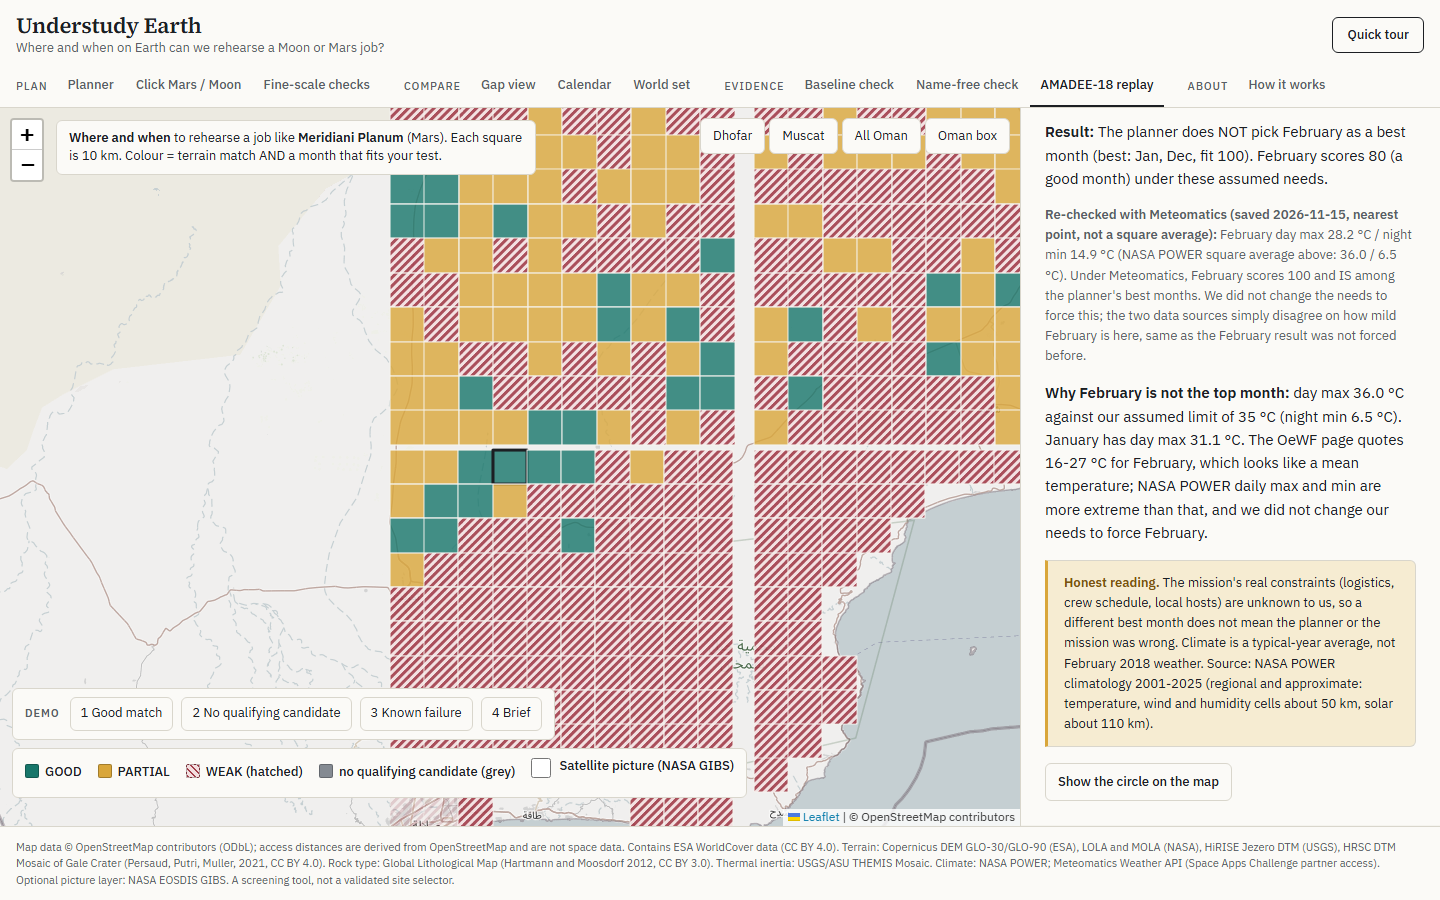 Understudy Earth
Where and when on Earth can we rehearse a Moon or Mars job?
Quick tour
PLAN Planner Click Mars / Moon Fine-scale checks COMPARE Gap view Calendar World set EVIDENCE Baseline check Name-free check AMADEE-18 replay ABOUT How it works
+
−
Where and when to rehearse a job like Meridiani Planum (Mars). Each square
is 10 km. Colour = terrain match AND a month that fits your test.
Dhofar Muscat All Oman Oman box
Result: The planner does NOT pick February as a best
month (best: Jan, Dec, fit 100). February scores 80 (a
good month) under these assumed needs.
Re-checked with Meteomatics (saved 2026-11-15, nearest
point, not a square average): February day max 28.2 °C / night
min 14.9 °C (NASA POWER square average above: 36.0 / 6.5
°C). Under Meteomatics, February scores 100 and IS among
the planner's best months. We did not change the needs to
force this; the two data sources simply disagree on how mild
February is here, same as the February result was not forced
before.
Why February is not the top month: day max 36.0 °C
against our assumed limit of 35 °C (night min 6.5 °C).
January has day max 31.1 °C. The OeWF page quotes
16-27 °C for February, which looks like a mean
temperature; NASA POWER daily max and min are
more extreme than that, and we did not change our
needs to force February.
Honest reading. The mission's real constraints (logistics,
crew schedule, local hosts) are unknown to us, so a
different best month does not mean the planner or the
mission was wrong. Climate is a typical-year average, not
February 2018 weather. Source: NASA POWER
climatology 2001-2025 (regional and approximate:
temperature, wind and humidity cells about 50 km, solar
about 110 km).
Show the circle on the map
DEMO 1 Good match 2 No qualifying candidate 3 Known failure 4 Brief
GOOD PARTIAL WEAK (hatched) no qualifying candidate (grey) Satellite picture (NASA GIBS)
طاقة
Leaflet | © OpenStreetMap contributors
Map data © OpenStreetMap contributors (ODbL); access distances are derived from OpenStreetMap and are not space data. Contains ESA WorldCover data (CC BY 4.0). Terrain: Copernicus DEM GLO-30/GLO-90 (ESA), LOLA and MOLA (NASA), HiRISE Jezero DTM (USGS), HRSC DTM
Mosaic of Gale Crater (Persaud, Putri, Muller, 2021, CC BY 4.0). Rock type: Global Lithological Map (Hartmann and Moosdorf 2012, CC BY 3.0). Thermal inertia: USGS/ASU THEMIS Mosaic. Climate: NASA POWER; Meteomatics Weather API (Space Apps Challenge partner access).
Optional picture layer: NASA EOSDIS GIBS. A screening tool, not a validated site selector.